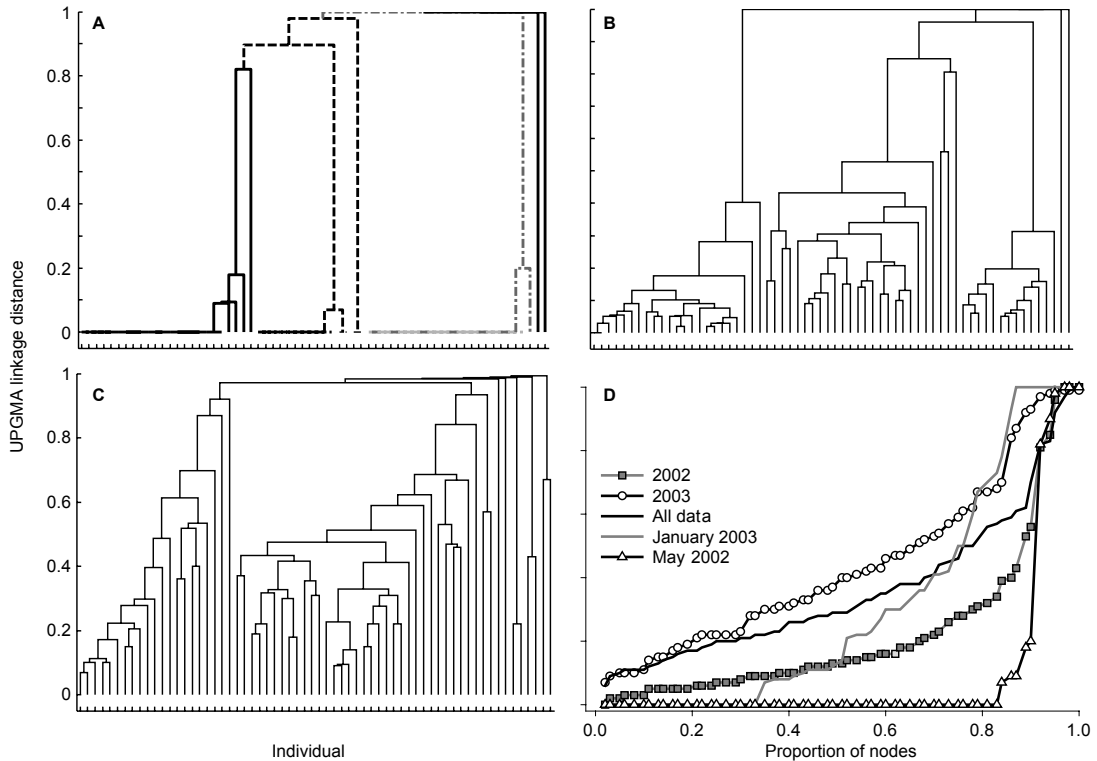 A
B
1
0.8
0.6
0.4
0.2
0
C
D
1
0.8
0.6
0.4
0.2
0
UPGMA linkage distance
2002
2003
All data
January 2003
May 2002
0.0 0.2 0.4 0.6 0.8 1.0
Individual
Proportion of nodes